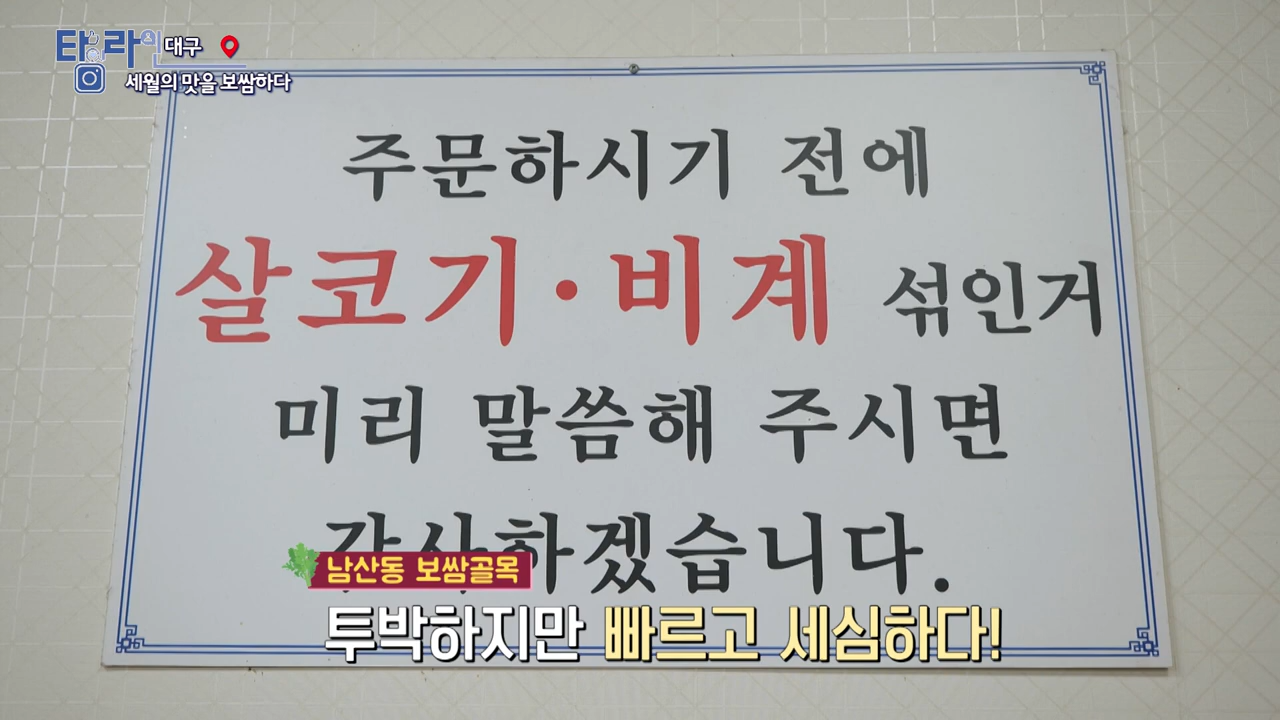 대구
세월의 맛을 보쌈하다
주문하시기 전에
살코기·비계 섞인거
미리 말씀해 주시면
감사하겠습니다.
남산동 보쌈골목
투박하지만 빠르고 세심하다!